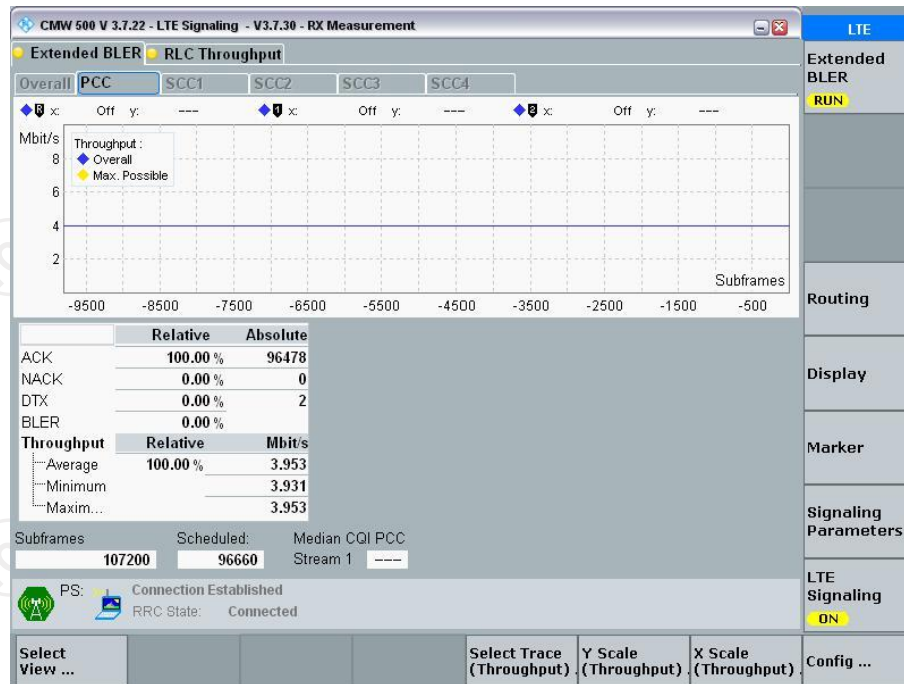 CMW 500 V 3.7.22 - LTE Signaling - V3.7.30 - RX Measurement
LTE
Extended BLER RLC Throughput
Extended
BLER
RUN
Overall PCC SCC1 SCC2 SCC3 SCC4
R x: Off y: --- 1 x: Off y: --- 2 x: Off y: ---
Mbit/s
Throughput :
Overall
Max. Possible
8
6
4
2
Subframes
-9500 -8500 -7500 -6500 -5500 -4500 -3500 -2500 -1500 -500
Routing
Relative Absolute
ACK 100.00 % 96478
NACK 0.00 % 0
DTX 0.00 % 2
BLER 0.00 %
Throughput Relative Mbit/s
Average 100.00 % 3.953
Minimum 3.931
Maxim... 3.953
Display
Marker
Signaling
Parameters
Subframes Scheduled: Median CQI PCC
107200 96660 Stream 1 ---
PS: Connection Established
RRC State: Connected
LTE
Signaling
ON
Select
View ...
Select Trace
(Throughput) .
Y Scale
(Throughput) .
X Scale
(Throughput) .
Config ...